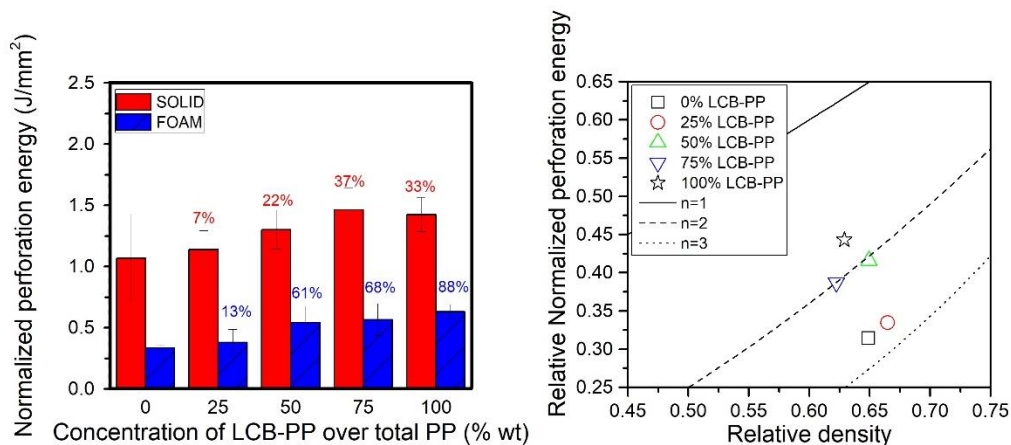 Normalized perforation energy (J/mm²)
2.5
2.0
1.5
1.0
0.5
0.0
SOLID
FOAM
7%
22%
37%
33%
13%
61%
68%
88%
0 25 50 75 100
Concentration of LCB-PP over total PP (% wt)
Relative Normalized perforation energy
0.65
0.60
0.55
0.50
0.45
0.40
0.35
0.30
0.25
0% LCB-PP
25% LCB-PP
50% LCB-PP
75% LCB-PP
100% LCB-PP
n=1
n=2
n=3
0.45 0.50 0.55 0.60 0.65 0.70 0.75
Relative density